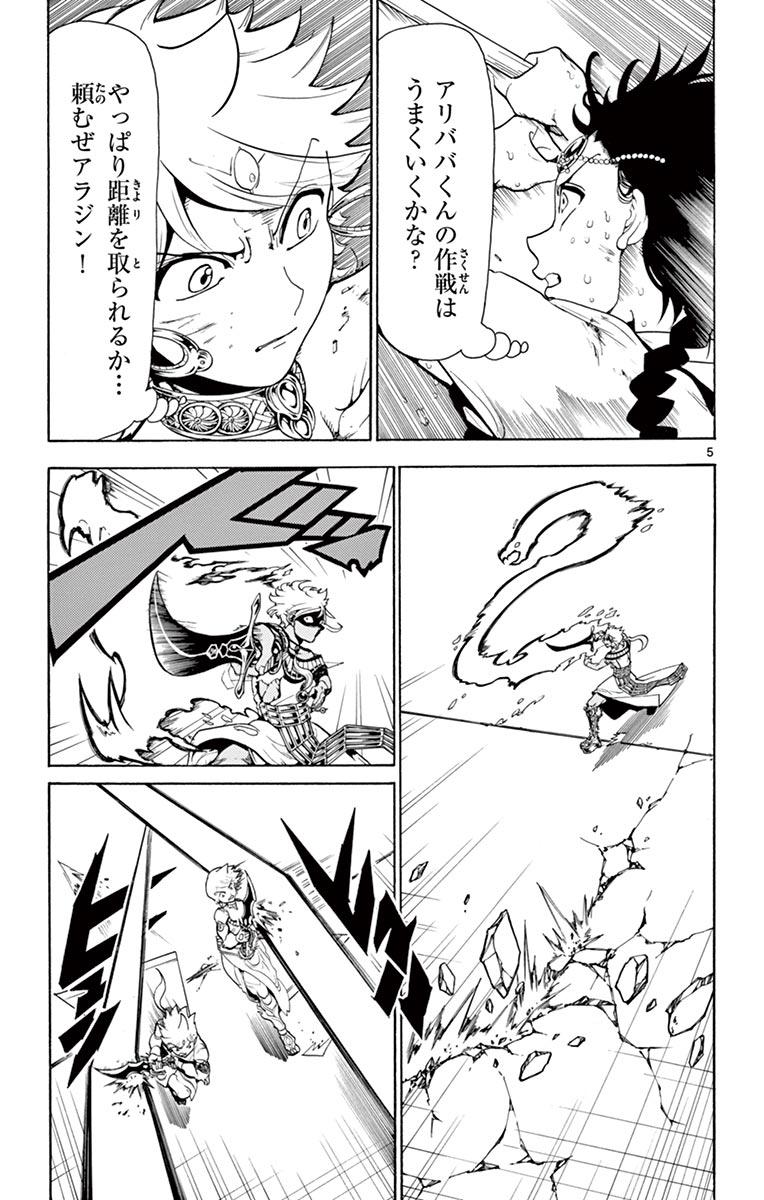 アリババくんの作戦は
うまくいくかな？
やっぱり距離を取られるか…
頼むぜアラジン！
5